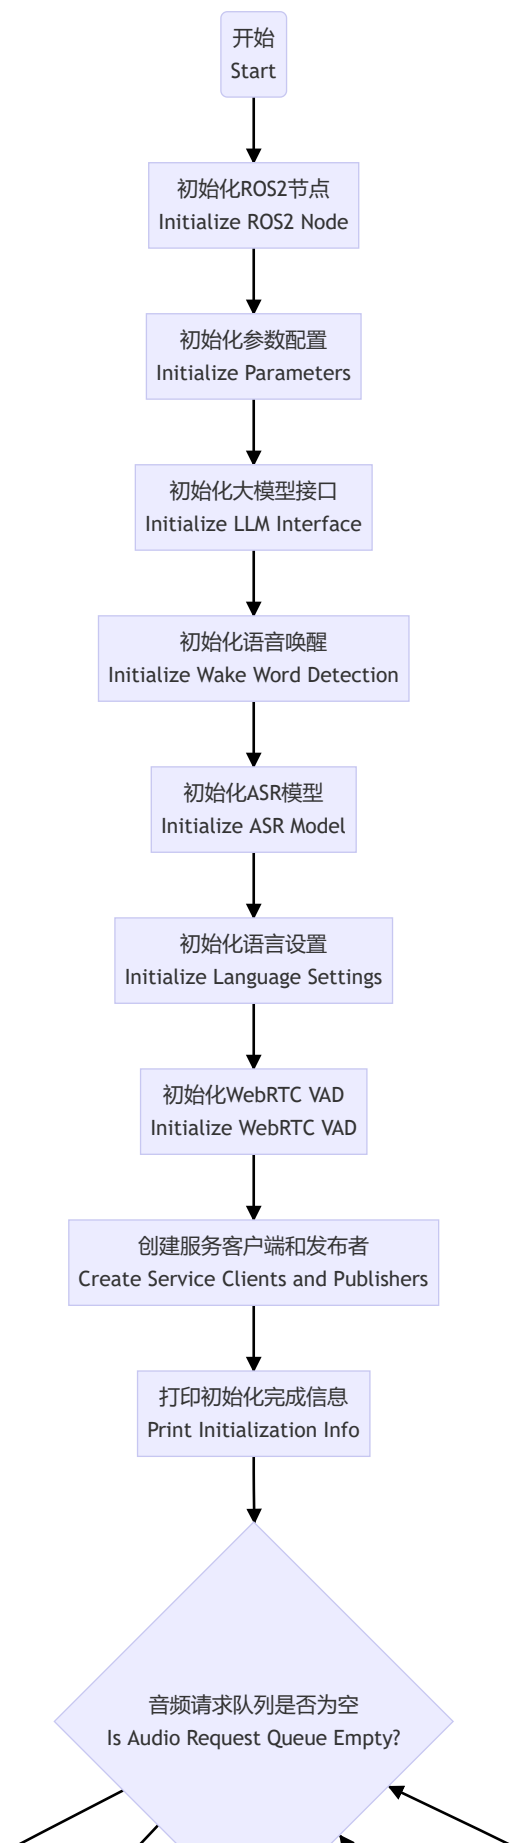 开始
Start
初始化ROS2节点
Initialize ROS2 Node
初始化参数配置
Initialize Parameters
初始化大模型接口
Initialize LLM Interface
初始化语音唤醒
Initialize Wake Word Detection
初始化ASR模型
Initialize ASR Model
初始化语言设置
Initialize Language Settings
初始化WebRTC VAD
Initialize WebRTC VAD
创建服务客户端和发布者
Create Service Clients and Publishers
打印初始化完成信息
Print Initialization Info
音频请求队列是否为空
Is Audio Request Queue Empty?